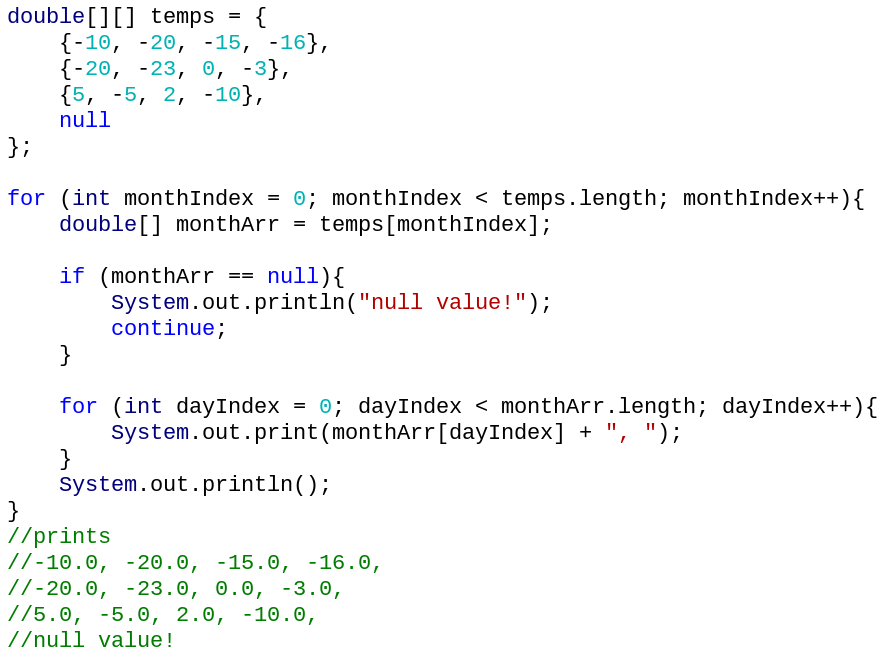 double[][] temps = {
    {-10, -20, -15, -16},
    {-20, -23, 0, -3},
    {5, -5, 2, -10},
    null
};

for (int monthIndex = 0; monthIndex < temps.length; monthIndex++){
    double[] monthArr = temps[monthIndex];

    if (monthArr == null){
        System.out.println("null value!");
        continue;
    }

    for (int dayIndex = 0; dayIndex < monthArr.length; dayIndex++){
        System.out.print(monthArr[dayIndex] + ", ");
    }
    System.out.println();
}
//prints
//-10.0, -20.0, -15.0, -16.0,
//-20.0, -23.0, 0.0, -3.0,
//5.0, -5.0, 2.0, -10.0,
//null value!